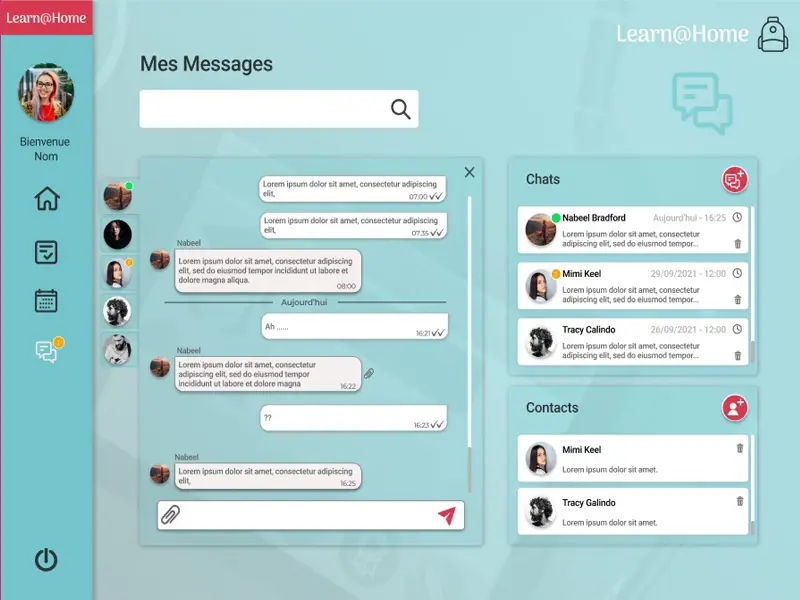 Learn@Home
Learn@Home
Bienvenue
Nom
Mes Messages
Lorem ipsum dolor sit amet, consectetur adipiscing
elit,
07:00
Lorem ipsum dolor sit amet, consectetur adipiscing
elit,
07:35
Nabeel
Lorem ipsum dolor sit amet, consectetur adipiscing
elit, sed do eiusmod tempor incididunt ut labore et
dolore magna aliqua.
08:00
Aujourd'hui
Ah ......
16:21
Nabeel
Lorem ipsum dolor sit amet, consectetur
adipiscing elit, sed do eiusmod tempor
incididunt ut labore et dolore magna
16:22
??
16:23
Nabeel
Lorem ipsum dolor sit amet, consectetur adipiscing
elit,
16:25
Chats
Nabeel Bradford
Aujourd'hui - 16:25
Lorem ipsum dolor sit amet, consectetur
adipiscing elit, sed do eiusmod tempor...
Mimi Keel
29/09/2021 - 12:00
Lorem ipsum dolor sit amet, consectetur
adipiscing elit, sed do eiusmod tempor...
Tracy Calindo
26/09/2021 - 12:00
Lorem ipsum dolor sit amet, consectetur
adipiscing elit, sed do eiusmod tempor...
Contacts
Mimi Keel
Lorem ipsum dolor sit amet.
Tracy Galindo
Lorem ipsum dolor sit amet.